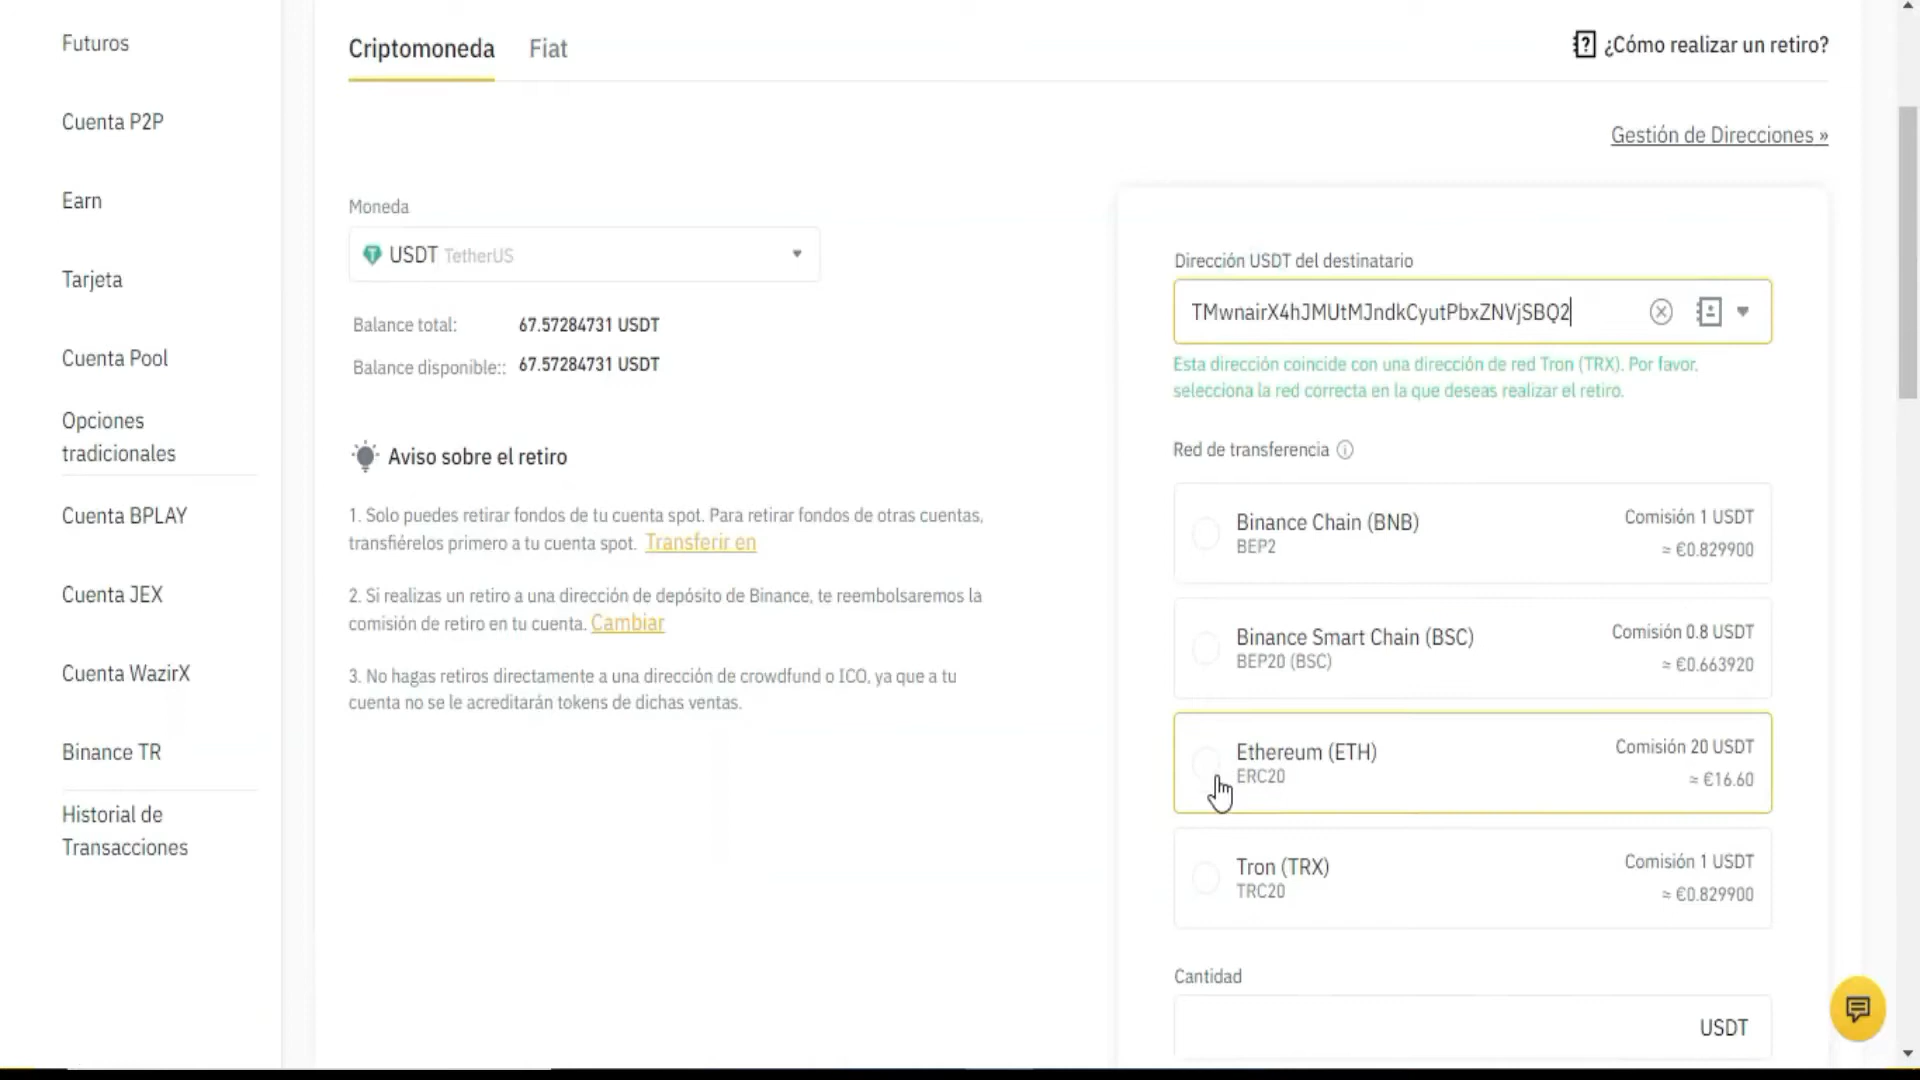 Futuros
Cuenta P2P
Earn
Tarjeta
Cuenta Pool
Opciones
tradicionales
Cuenta BPLAY
Cuenta JEX
Cuenta WazirX
Binance TR
Historial de
Transacciones
Criptomoneda Fiat
¿Cómo realizar un retiro?
Gestión de Direcciones »
Moneda
USDT TetherUS
Balance total: 67.57284731 USDT
Balance disponible:: 67.57284731 USDT
Aviso sobre el retiro
1. Solo puedes retirar fondos de tu cuenta spot. Para retirar fondos de otras cuentas,
transfiérelos primero a tu cuenta spot. Transferir en
2. Si realizas un retiro a una dirección de depósito de Binance, te reembolsaremos la
comisión de retiro en tu cuenta. Cambiar
3. No hagas retiros directamente a una dirección de crowdfund o ICO, ya que a tu
cuenta no se le acreditarán tokens de dichas ventas.
Dirección USDT del destinatario
TMwnairX4hJMUtMJndkCyutPbxZNVjSBQ2
Esta dirección coincide con una dirección de red Tron (TRX). Por favor,
selecciona la red correcta en la que deseas realizar el retiro.
Red de transferencia
Binance Chain (BNB) Comisión 1 USDT
BEP2 ≈ €0.829900
Binance Smart Chain (BSC) Comisión 0.8 USDT
BEP20 (BSC) ≈ €0.663920
Ethereum (ETH) Comisión 20 USDT
ERC20 ≈ €16.60
Tron (TRX) Comisión 1 USDT
TRC20 ≈ €0.829900
Cantidad
USDT